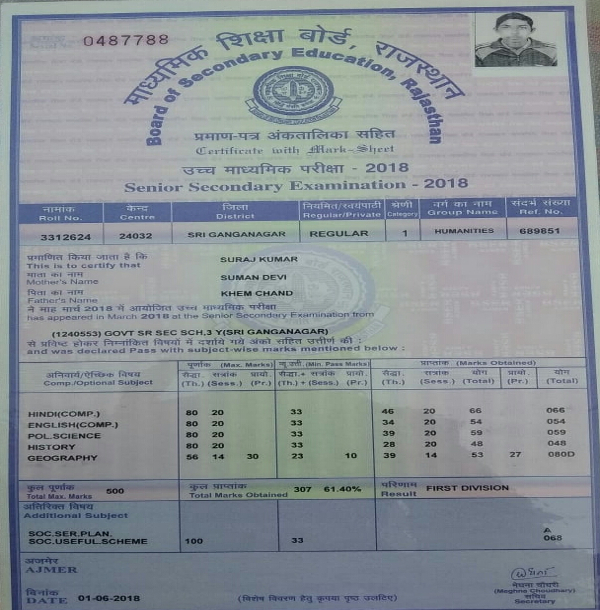 0487788
माध्यमिक शिक्षा बोर्ड, राजस्थान
Board of Secondary Education, Rajasthan
प्रमाण-पत्र अंकतालिका सहित
Certificate with Mark-Sheet
उच्च माध्यमिक परीक्षा - 2018
Senior Secondary Examination - 2018
नामांक केन्द्र जिला नियमित/स्वयंपाठी श्रेणी वर्ग का नाम संदर्भ संख्या
Roll No. Centre District Regular/Private Category Group Name Ref. No.
3312624 24032 SRI GANGANAGAR REGULAR 1 HUMANITIES 689851
प्रमाणित किया जाता है कि
This is to certify that SURAJ KUMAR
माता का नाम
Mother's Name SUMAN DEVI
पिता का नाम
Father's Name KHEM CHAND
ने माह मार्च 2018 में आयोजित उच्च माध्यमिक परीक्षा
has appeared in March 2018 at the Senior Secondary Examination from
(1240553) GOVT SR SEC SCH,3 Y(SRI GANGANAGAR)
से प्रविष्ट होकर निम्नांकित विषयों में दर्शाये गये अंकों सहित उत्तीर्ण की :
and was declared Pass with subject-wise marks mentioned below :
अनिवार्य/ऐच्छिक विषय
Comp./Optional Subject
पूर्णांक (Max. Marks) न्यू.उत्ती. (Min. Pass Marks) प्राप्तांक (Marks Obtained)
सैद्धा. सत्रांक प्रायो. सैद्धा.+ सत्रांक प्रायो. सैद्धा. सत्रांक योग प्रायो. योग
(Th.) (Sess.) (Pr.) (Th.) + (Sess.) (Pr.) (Th.) (Sess.) (Total) (Pr.) (Total)
HINDI(COMP.) 80 20 33 46 20 66 066
ENGLISH(COMP.) 80 20 33 34 20 54 054
POL.SCIENCE 80 20 33 39 20 59 059
HISTORY 80 20 33 28 20 48 048
GEOGRAPHY 56 14 30 23 10 39 14 53 27 080D
कुल पूर्णांक 500 कुल प्राप्तांक 307 61.40% परिणाम FIRST DIVISION
Total Max. Marks Total Marks Obtained Result
अतिरिक्त विषय
Additional Subject
SOC.SER.PLAN. A
SOC.USEFUL.SCHEME 100 33 068
अजमेर
AJMER
दिनांक
DATE 01-06-2018
(विशेष विवरण हेतु कृपया पृष्ठ उलटिए)
मेघना चौधरी
(Meghna Choudhary)
सचिव
Secretary